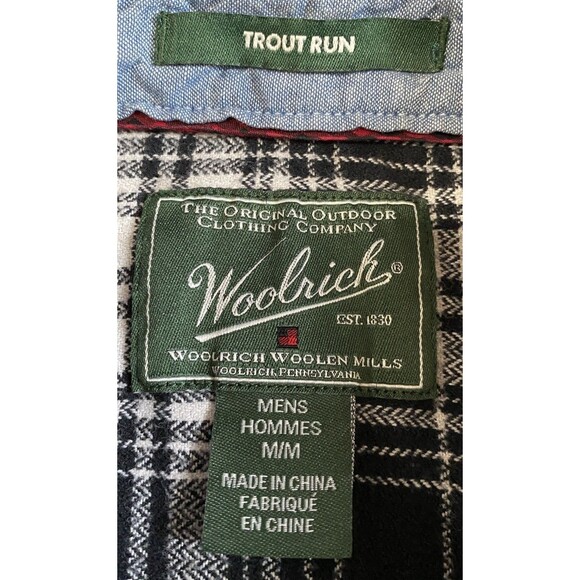 TROUT RUN
THE ORIGINAL OUTDOOR
CLOTHING COMPANY
Woolrich®
EST. 1830
WOOLRICH WOOLEN MILLS
WOOLRICH, PENNSYLVANIA
MENS
HOMMES
M/M
MADE IN CHINA
FABRIQUÉ
EN CHINE